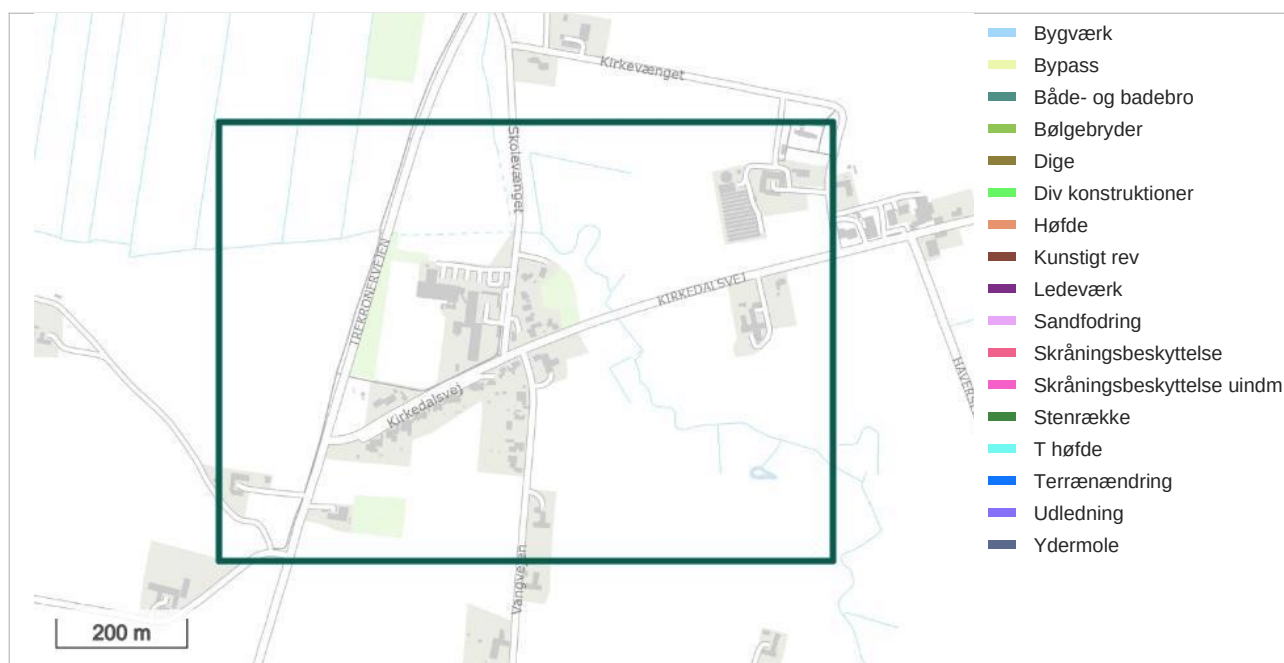 Kirkevænget
Skolevænget
TREKRONERVEJEN
KIRKEDALSVEJ
Kirkedalsvej
Vangvejen
HAVERS
200 m
Bygværk
Bypass
Både- og badebro
Bølgebryder
Dige
Div konstruktioner
Høfde
Kunstigt rev
Ledeværk
Sandfodring
Skråningsbeskyttelse
Skråningsbeskyttelse uindm
Stenrække
T høfde
Terrænændring
Udledning
Ydermole